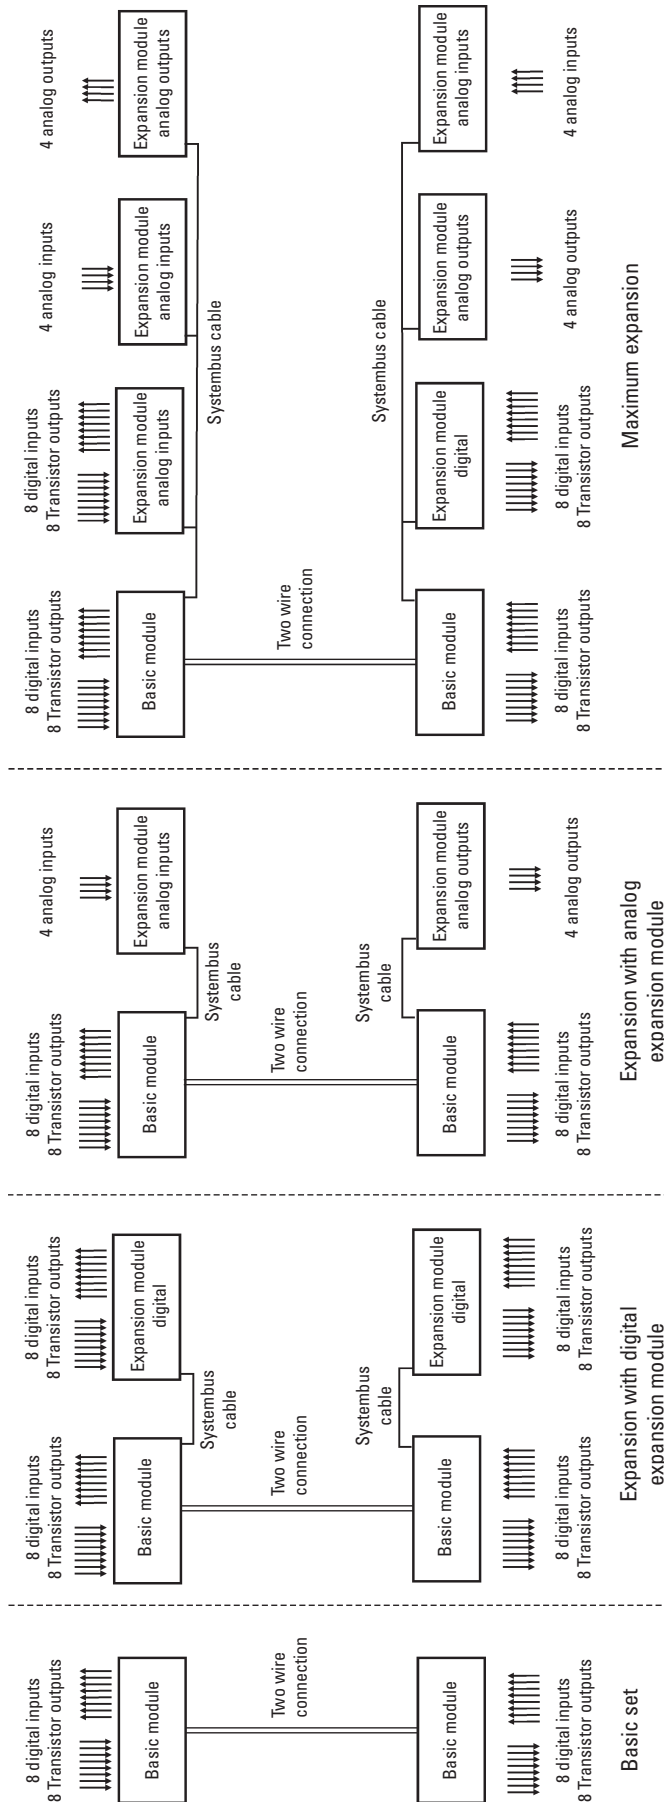 8 digital inputs
8 Transistor outputs
Basic module
Two wire
connection
Basic module
8 digital inputs
8 Transistor outputs
Basic set
8 digital inputs
8 Transistor outputs
8 digital inputs
8 Transistor outputs
Basic module
Expansion module
digital
Systembus
cable
Two wire
connection
Systembus
cable
Basic module
Expansion module
digital
8 digital inputs
8 Transistor outputs
8 digital inputs
8 Transistor outputs
Expansion with digital
expansion module
8 digital inputs
8 Transistor outputs
4 analog inputs
Basic module
Expansion module
analog inputs
Systembus
cable
Two wire
connection
Systembus
cable
Basic module
Expansion module
analog outputs
8 digital inputs
8 Transistor outputs
4 analog outputs
Expansion with analog
expansion module
8 digital inputs
8 Transistor outputs
8 digital inputs
8 Transistor outputs
4 analog inputs
4 analog outputs
Basic module
Expansion module
analog inputs
Expansion module
analog inputs
Expansion module
analog outputs
Systembus cable
Two wire
connection
Systembus cable
Basic module
Expansion module
digital
Expansion module
analog outputs
Expansion module
analog inputs
8 digital inputs
8 Transistor outputs
8 digital inputs
8 Transistor outputs
4 analog outputs
4 analog inputs
Maximum expansion